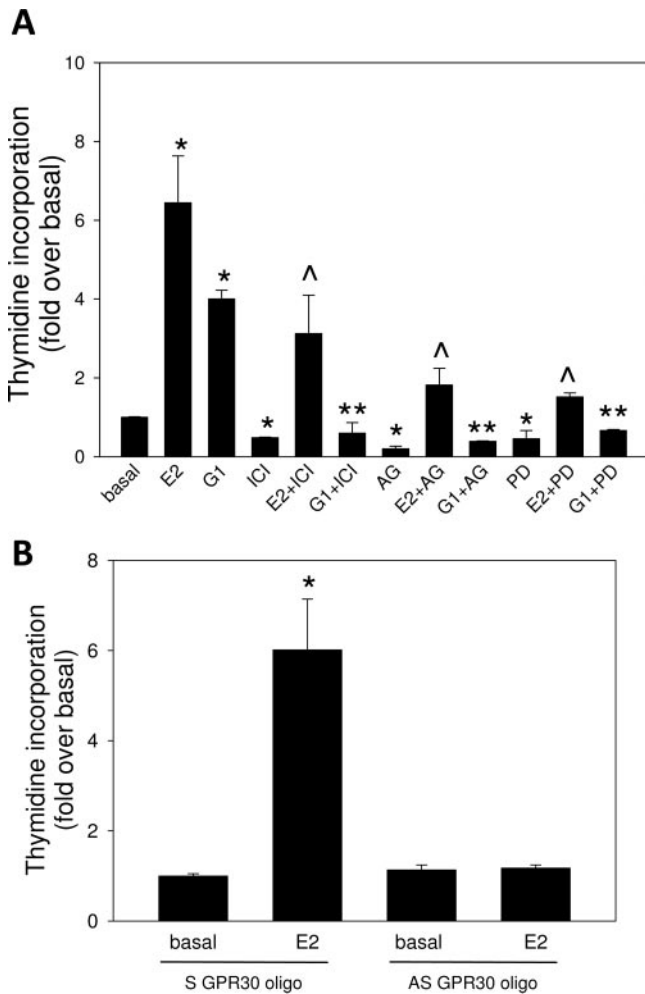 A
Thymidine incorporation
(fold over basal)
10
8
6
4
2
0
*
*
*
^
**
*
^
**
*
^
**
basal
E2
G1
ICI
E2+ICI
G1+ICI
AG
E2+AG
G1+AG
PD
E2+PD
G1+PD
B
Thymidine incorporation
(fold over basal)
8
6
4
2
0
*
basal E2 basal E2
S GPR30 oligo AS GPR30 oligo